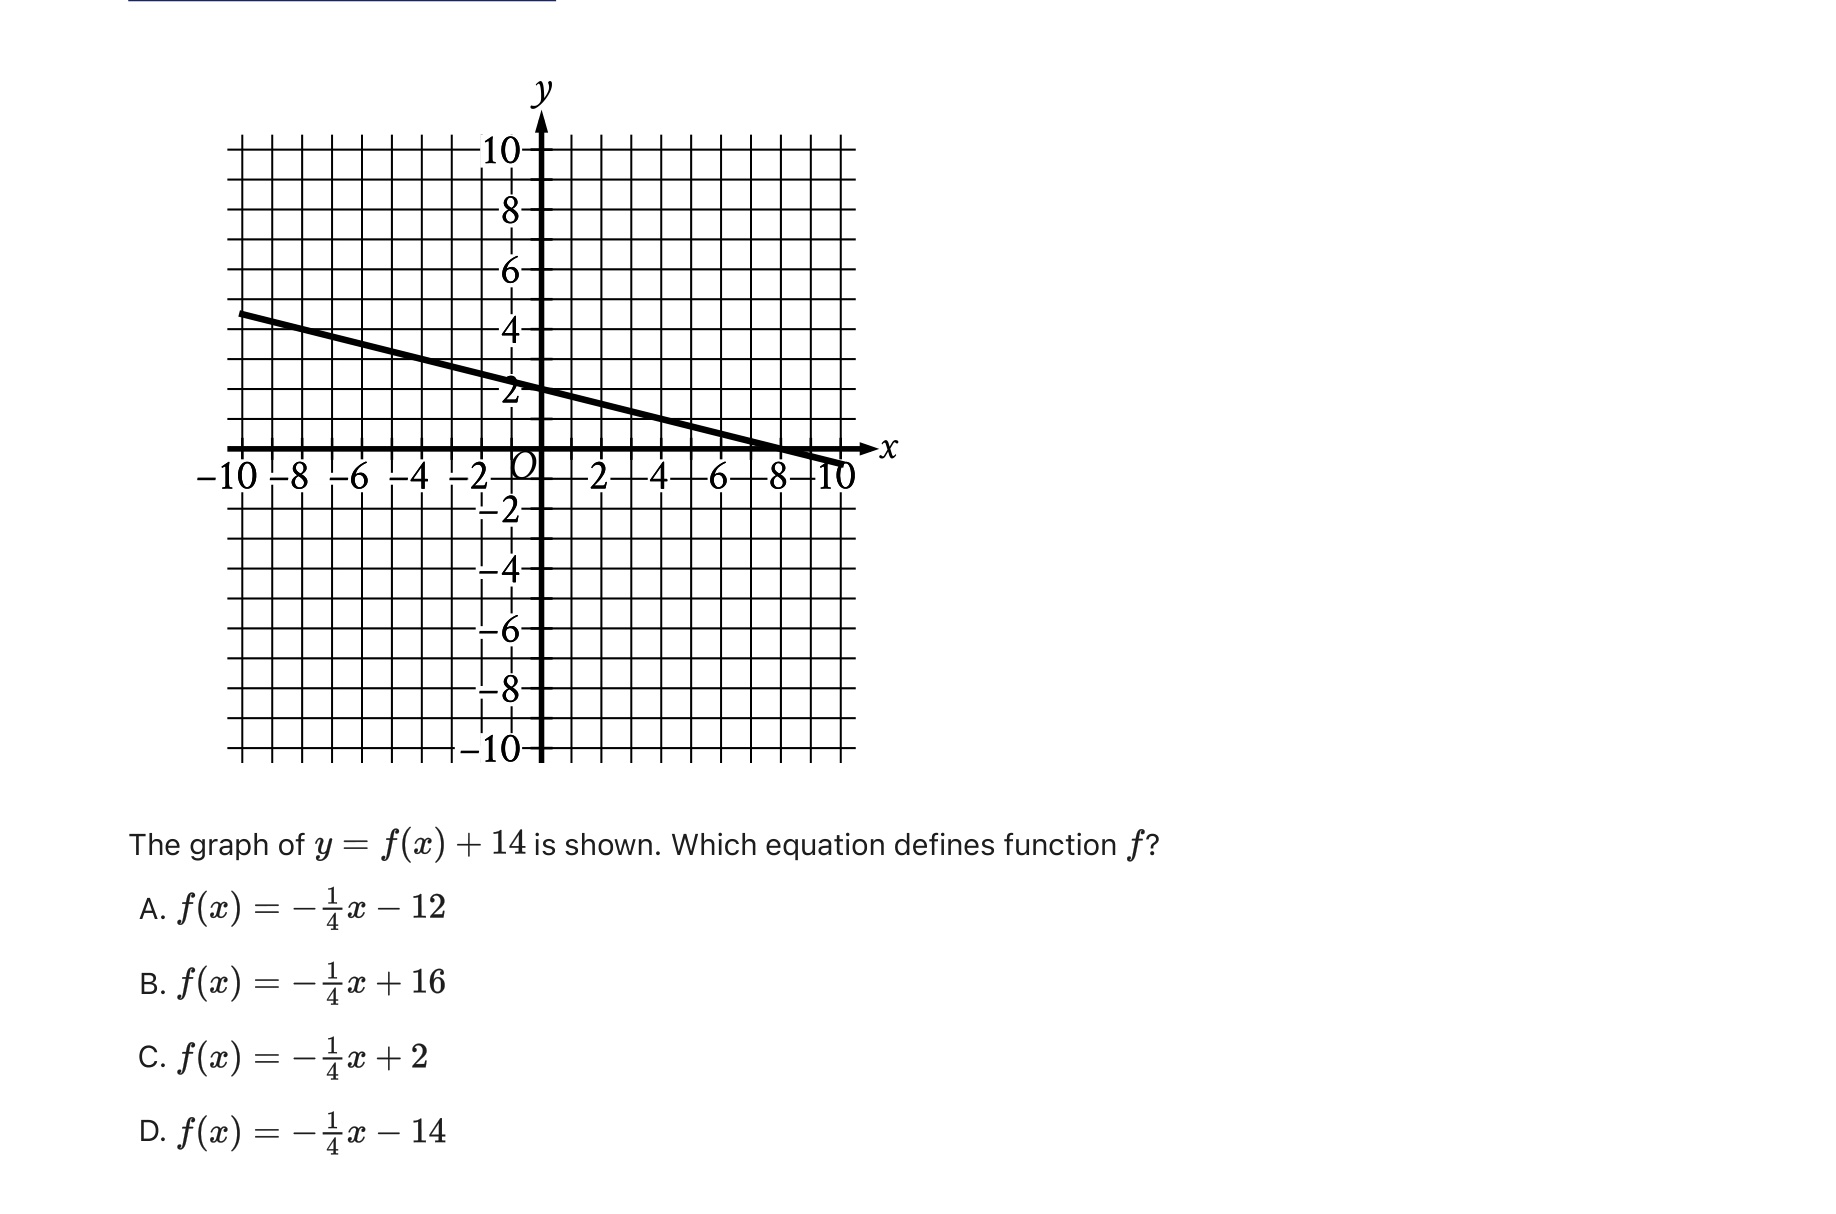 y
10
8
6
4
2
x
-10 -8 -6 -4 -2 O 2 4 6 8 10
-2
-4
-6
-8
-10
The graph of y = f(x) + 14 is shown. Which equation defines function f?
A. f(x) = -1/4x - 12
B. f(x) = -1/4x + 16
C. f(x) = -1/4x + 2
D. f(x) = -1/4x - 14